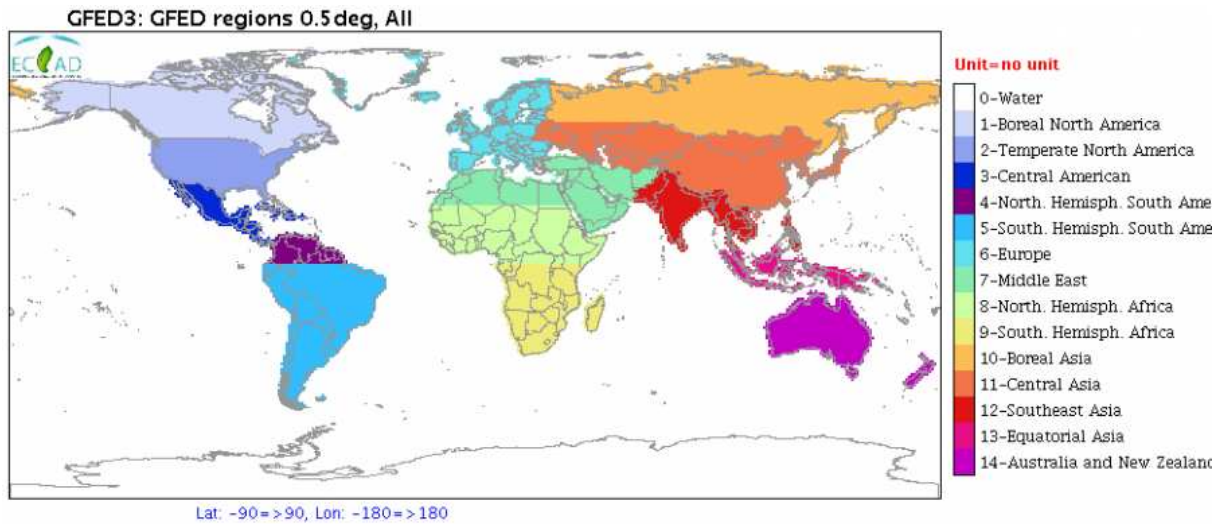 GFED3: GFED regions 0.5deg, All
EC AD
Unit=no unit
0-Water
1-Boreal North America
2-Temperate North America
3-Central American
4-North. Hemisph. South Ame
5-South. Hemisph. South Ame
6-Europe
7-Middle East
8-North. Hemisph. Africa
9-South. Hemisph. Africa
10-Boreal Asia
11-Central Asia
12-Southeast Asia
13-Equatorial Asia
14-Australia and New Zealand
Lat: -90=>90, Lon: -180=>180